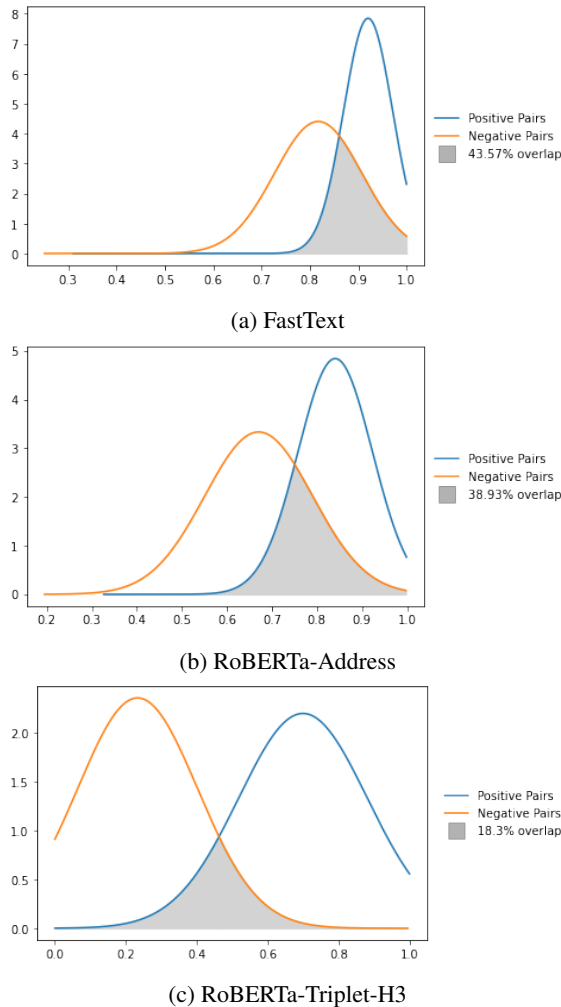 8
7
6
5
4
3
2
1
0
0.3 0.4 0.5 0.6 0.7 0.8 0.9 1.0
Positive Pairs
Negative Pairs
43.57% overlap
(a) FastText
5
4
3
2
1
0
0.2 0.3 0.4 0.5 0.6 0.7 0.8 0.9 1.0
Positive Pairs
Negative Pairs
38.93% overlap
(b) RoBERTa-Address
2.0
1.5
1.0
0.5
0.0
0.0 0.2 0.4 0.6 0.8 1.0
Positive Pairs
Negative Pairs
18.3% overlap
(c) RoBERTa-Triplet-H3